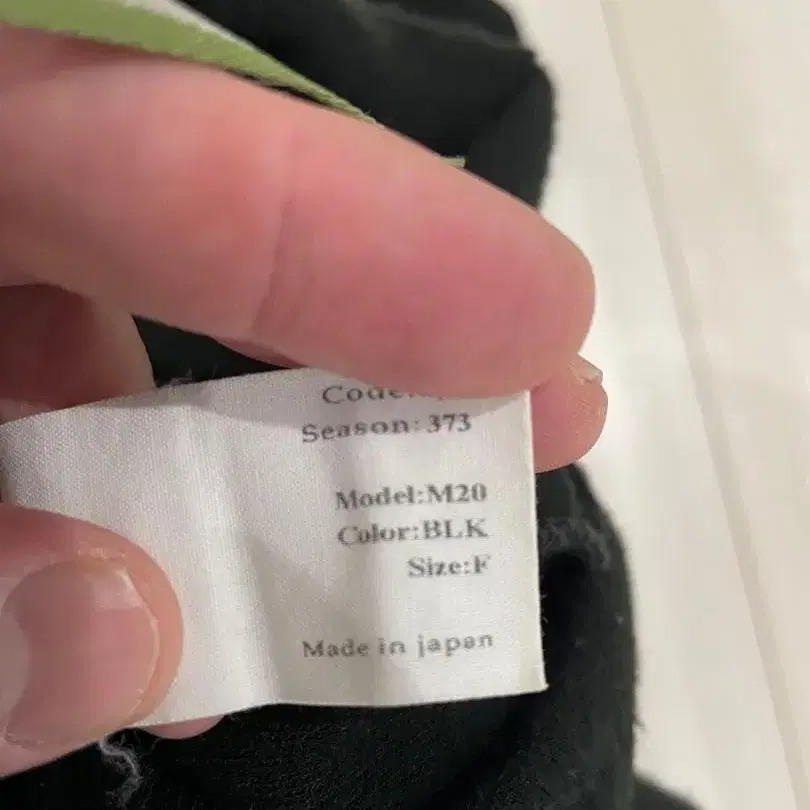 Season: 373
Model:M20
Color:BLK
Size:F
Made in japan